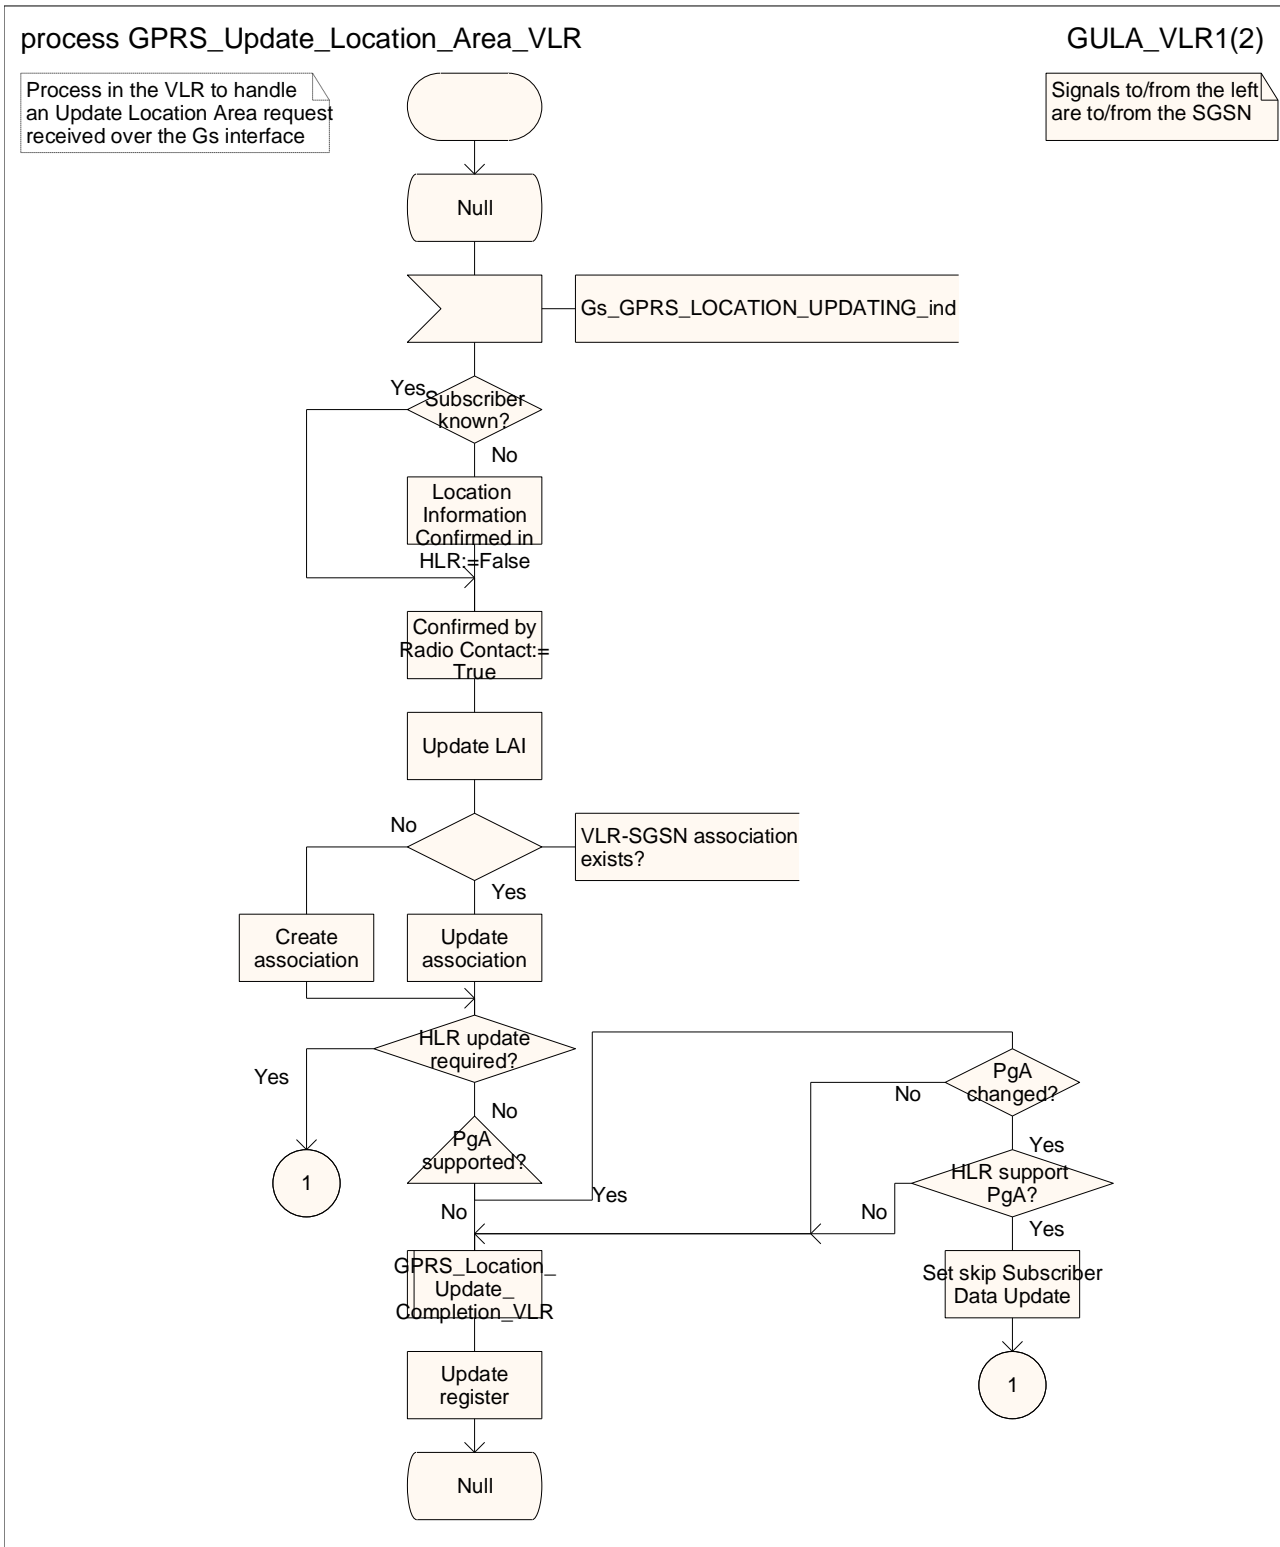 process GPRS_Update_Location_Area_VLR
GULA_VLR1(2)
Process in the VLR to handle
an Update Location Area request
received over the Gs interface
Signals to/from the left
are to/from the SGSN
Null
Gs_GPRS_LOCATION_UPDATING_ind
Yes
Subscriber
known?
No
Location
Information
Confirmed in
HLR:=False
Confirmed by
Radio Contact:=
True
Update LAI
No
VLR-SGSN association
exists?
Yes
Create
association
Update
association
HLR update
required?
Yes
No
PgA
changed?
No
Yes
PgA
supported?
1
Yes
No
HLR support
PgA?
No
Yes
GPRS_Location_
Update_
Completion_VLR
Set skip Subscriber
Data Update
Update
register
1
Null